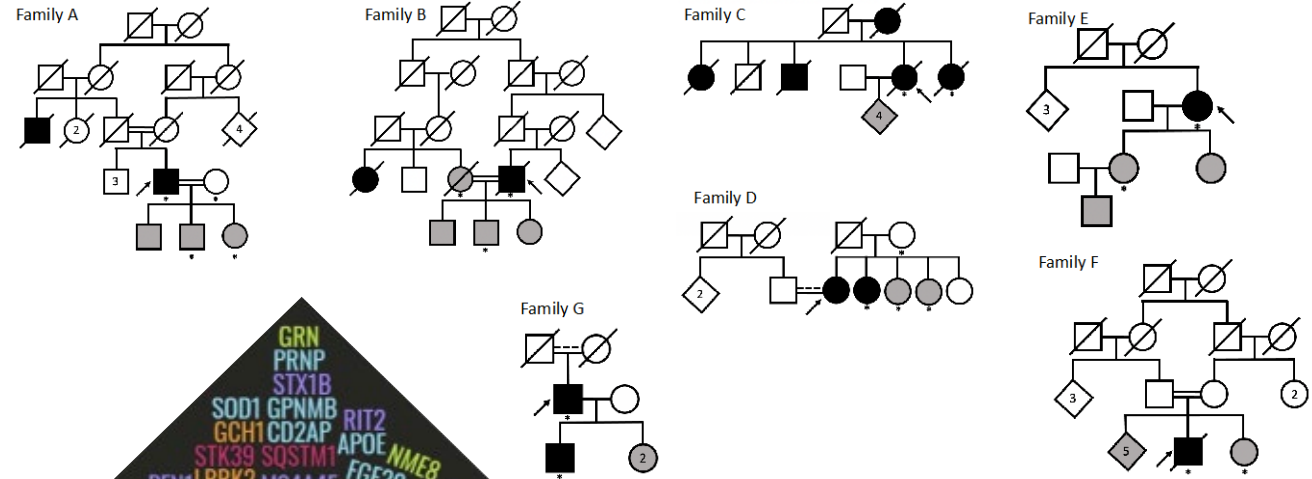 Family A
2
4
3
*
*
*
*
Family B
*
*
*
Family C
*
*
4
Family D
2
*
*
*
*
Family E
3
*
*
Family F
3
2
5
*
*
Family G
*
2
*
GRN
PRNP
STX1B
SOD1 GPNMB RIT2
GCH1 CD2AP APOE NME8
STK39 SQSTM1
LRRK2